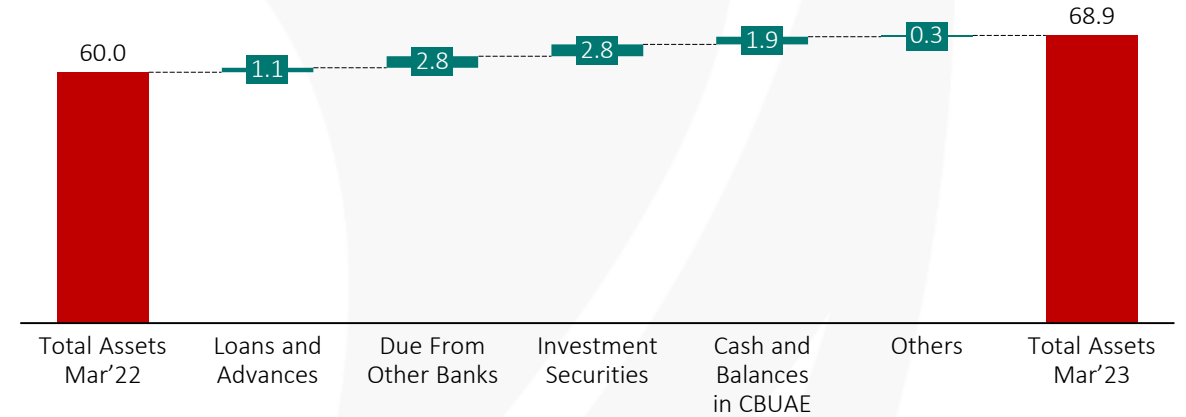 60.0
1.1
2.8
2.8
1.9
0.3
68.9
Total Assets
Mar’22
Loans and
Advances
Due From
Other Banks
Investment
Securities
Cash and
Balances
in CBUAE
Others
Total Assets
Mar’23